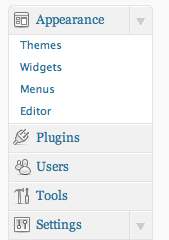 Appearance
Themes
Widgets
Menus
Editor
Plugins
Users
Tools
Settings